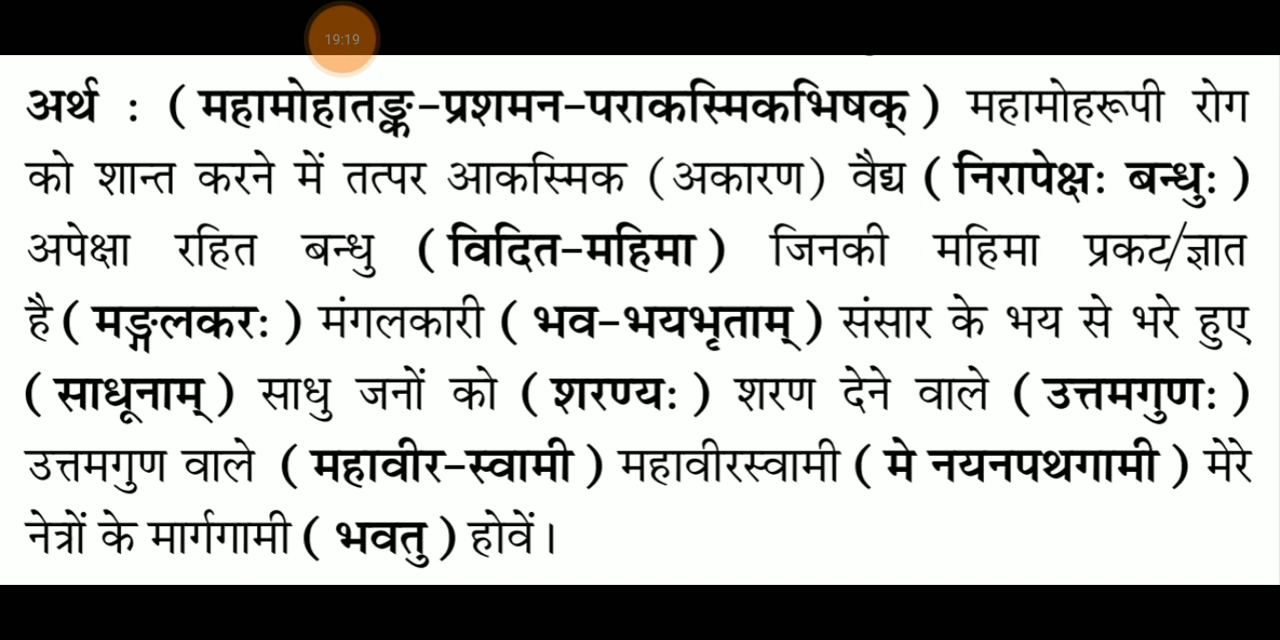 19:19
अर्थ : ( महामोहातङ्क-प्रशमन-पराकस्मिकभिषक् ) महामोहरूपी रोग
को शान्त करने में तत्पर आकस्मिक (अकारण) वैद्य ( निरापेक्षः बन्धुः )
अपेक्षा रहित बन्धु ( विदित-महिमा ) जिनकी महिमा प्रकट/ज्ञात
है ( मङ्गलकरः ) मंगलकारी ( भव-भयभृताम् ) संसार के भय से भरे हुए
( साधूनाम् ) साधु जनों को ( शरण्यः ) शरण देने वाले ( उत्तमगुणः )
उत्तमगुण वाले ( महावीर-स्वामी ) महावीरस्वामी ( मे नयनपथगामी ) मेरे
नेत्रों के मार्गगामी ( भवतु ) होवें।